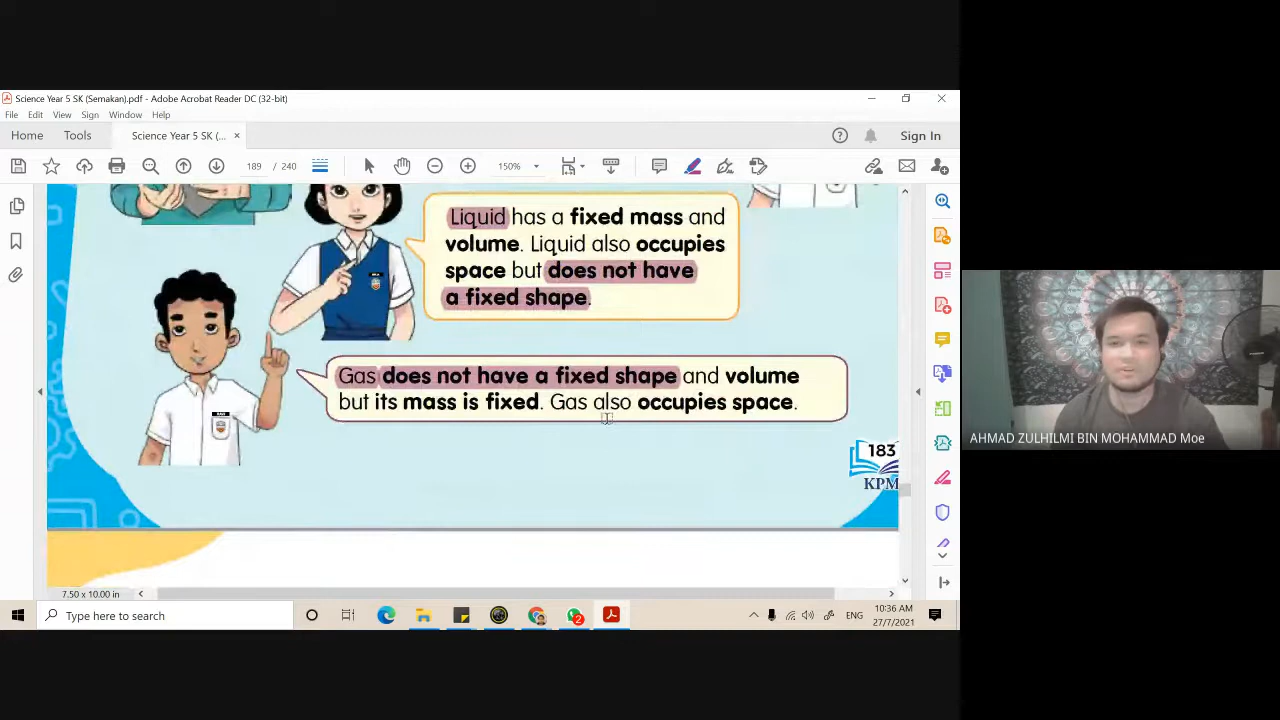 Science Year 5 SK (Semakan).pdf - Adobe Acrobat Reader DC (32-bit)
File Edit View Sign Window Help
Home Tools Science Year 5 SK (... × Sign In
189 / 240 150%
Liquid has a fixed mass and
volume. Liquid also occupies
space but does not have
a fixed shape.
Gas does not have a fixed shape and volume
but its mass is fixed. Gas also occupies space.
AHMAD ZULHILMI BIN MOHAMMAD Moe
183
KPM
7.50 x 10.00 in
Type here to search
2
ENG
10:36 AM
27/7/2021